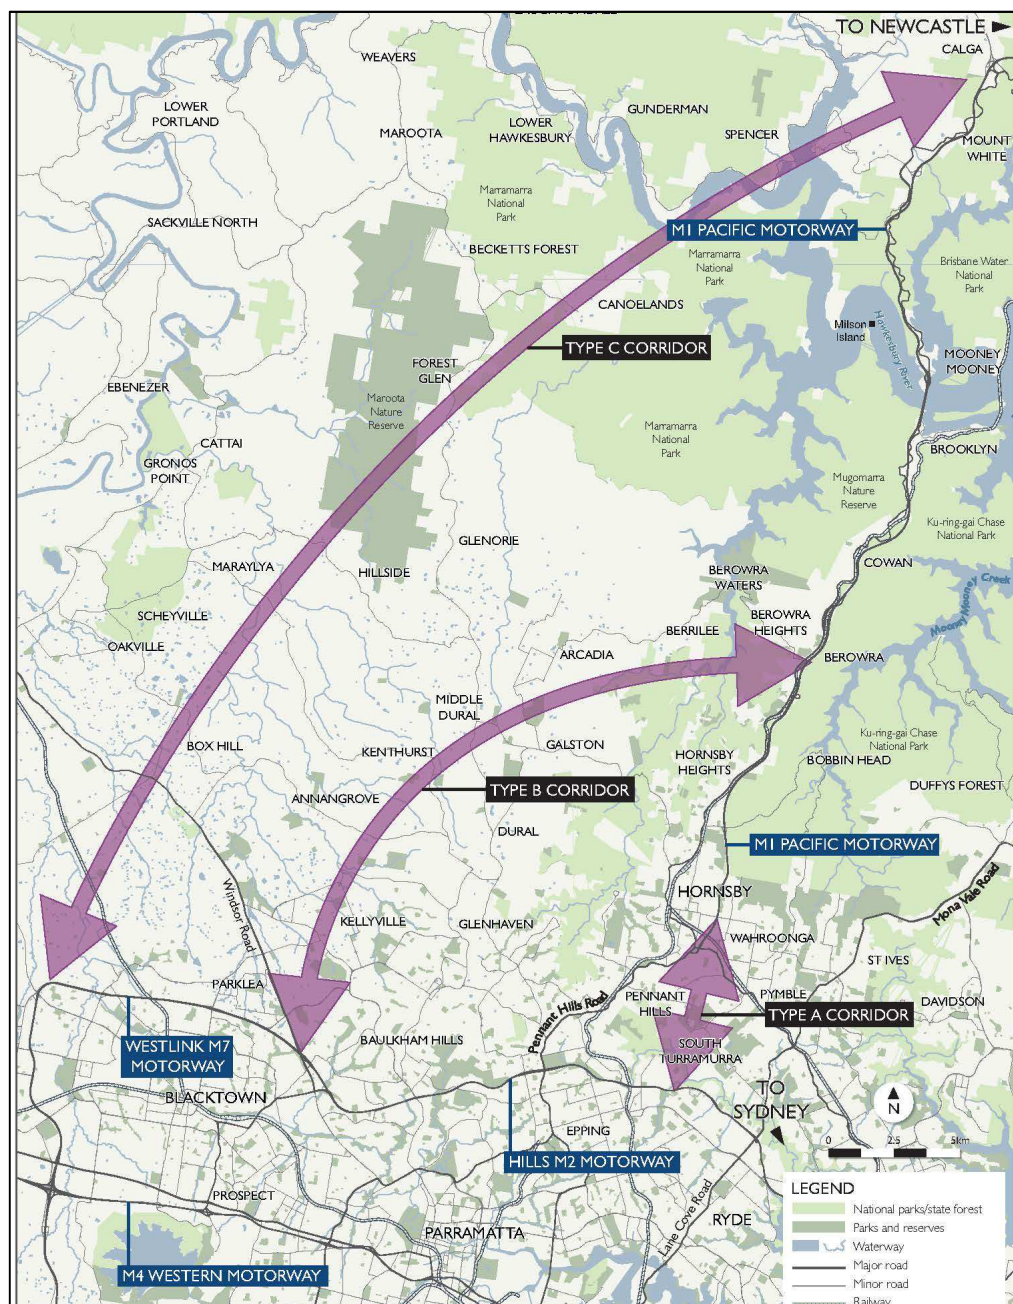 TO NEWCASTLE
CALGA
WEAVERS
LOWER
PORTLAND
GUNDERMAN
LOWER
HAWKESBURY
MAROOTA
SPENCER
MOUNT
WHITE
Marramarra
National
Park
SACKVILLE NORTH
M1 PACIFIC MOTORWAY
BECKETTS FOREST
Marramarra
National
Park
Brisbane Water
National
Park
CANOELANDS
Milson
Island
Hawkesbury River
TYPE C CORRIDOR
MOONEY
MOONEY
FOREST
GLEN
EBENEZER
Maroota
Nature
Reserve
Marramarra
National
Park
CATTAI
BROOKLYN
GRONOS
POINT
Mugomarra
Nature
Reserve
Ku-ring-gai Chase
National Park
GLENORIE
COWAN
MARAYLYA
HILLSIDE
BEROWRA
WATERS
Mooney Mooney Creek
SCHEYVILLE
BEROWRA
HEIGHTS
BERRILEE
OAKVILLE
ARCADIA
BEROWRA
MIDDLE
DURAL
BOX HILL
KENTHURST
GALSTON
Ku-ring-gai Chase
National Park
HORNSBY
HEIGHTS
BOBBIN HEAD
DUFFYS FOREST
TYPE B CORRIDOR
ANNANGROVE
DURAL
M1 PACIFIC MOTORWAY
HORNSBY
Mona Vale Road
Windsor Road
KELLYVILLE
GLENHAVEN
WAHROONGA
ST IVES
PARKLEA
PENNANT
HILLS
PYMBLE
DAVIDSON
Pennant Hills Road
TYPE A CORRIDOR
WESTLINK M7
MOTORWAY
BAULKHAM HILLS
SOUTH
TURRAMURRA
BLACKTOWN
TO
SYDNEY
N
EPPING
0 2.5 5km
HILLS M2 MOTORWAY
PROSPECT
PARRAMATTA
Lane Cove Road
RYDE
M4 WESTERN MOTORWAY
LEGEND
National parks/state forest
Parks and reserves
Waterway
Major road
Minor road
Railway